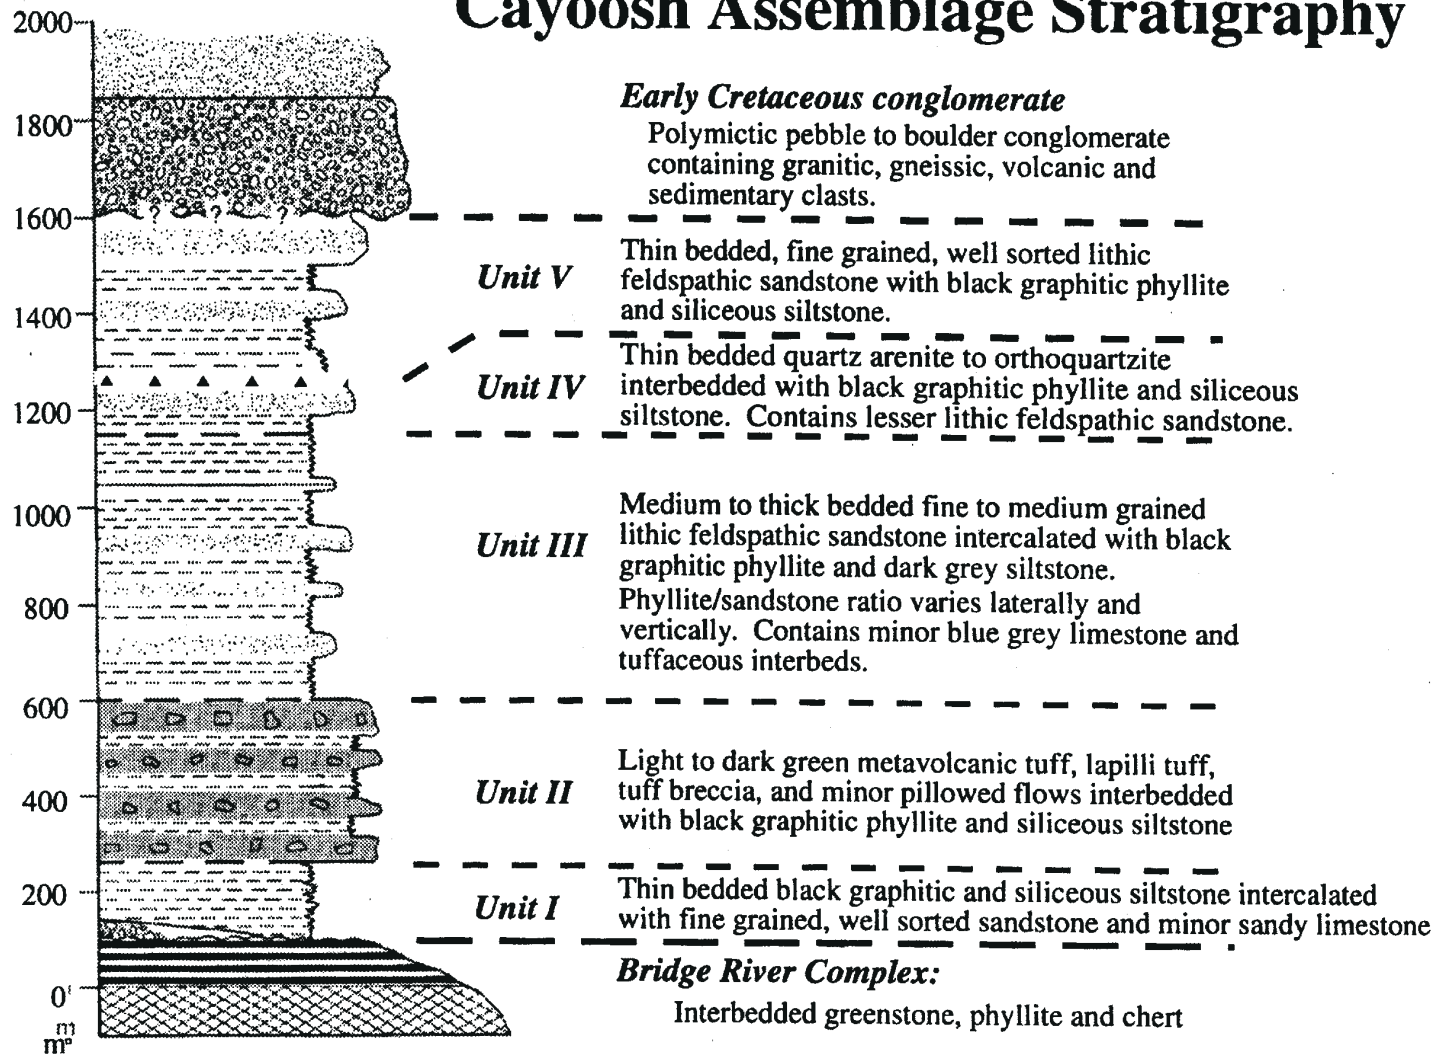 Cayoosh Assemblage Stratigraphy
2000
1800
1600
1400
1200
1000
800
600
400
200
0
m
? ? ?
Early Cretaceous conglomerate
Polymictic pebble to boulder conglomerate
containing granitic, gneissic, volcanic and
sedimentary clasts.
Unit V
Thin bedded, fine grained, well sorted lithic
feldspathic sandstone with black graphitic phyllite
and siliceous siltstone.
Unit IV
Thin bedded quartz arenite to orthoquartzite
interbedded with black graphitic phyllite and siliceous
siltstone. Contains lesser lithic feldspathic sandstone.
Unit III
Medium to thick bedded fine to medium grained
lithic feldspathic sandstone intercalated with black
graphitic phyllite and dark grey siltstone.
Phyllite/sandstone ratio varies laterally and
vertically. Contains minor blue grey limestone and
tuffaceous interbeds.
Unit II
Light to dark green metavolcanic tuff, lapilli tuff,
tuff breccia, and minor pillowed flows interbedded
with black graphitic phyllite and siliceous siltstone
Unit I
Thin bedded black graphitic and siliceous siltstone intercalated
with fine grained, well sorted sandstone and minor sandy limestone
Bridge River Complex:
Interbedded greenstone, phyllite and chert